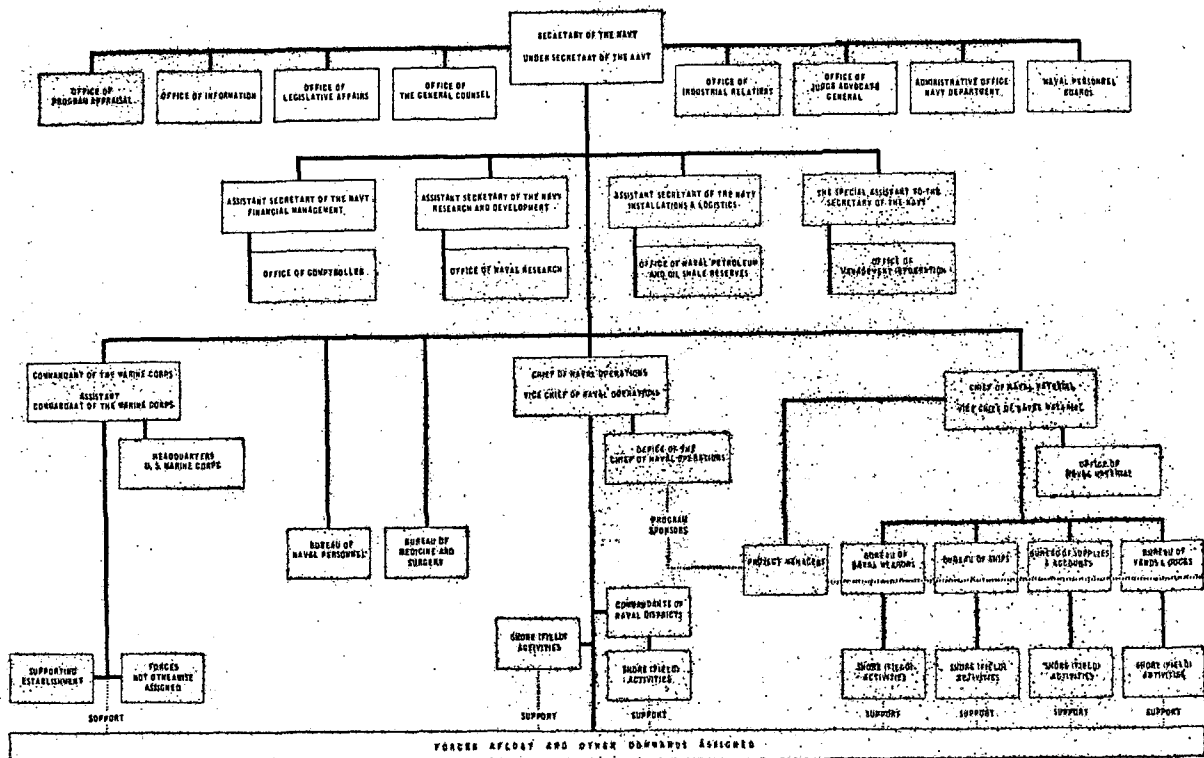 SECRETARY OF THE NAVY
UNDER SECRETARY OF THE NAVY
OFFICE OF
PROGRAM APPRAISAL
OFFICE OF INFORMATION
OFFICE OF
LEGISLATIVE AFFAIRS
OFFICE OF
THE GENERAL COUNSEL
OFFICE OF
INDUSTRIAL RELATIONS
OFFICE OF
JUDGE ADVOCATE
GENERAL
ADMINISTRATIVE OFFICE
NAVY DEPARTMENT
NAVAL PERSONNEL
BOARDS
ASSISTANT SECRETARY OF THE NAVY
FINANCIAL MANAGEMENT
ASSISTANT SECRETARY OF THE NAVY
RESEARCH AND DEVELOPMENT
ASSISTANT SECRETARY OF THE NAVY
INSTALLATIONS & LOGISTICS
THE SPECIAL ASSISTANT TO THE
SECRETARY OF THE NAVY
OFFICE OF COMPTROLLER
OFFICE OF NAVAL RESEARCH
OFFICE OF NAVAL PETROLEUM
AND OIL SHALE RESERVES
OFFICE OF
MANAGEMENT INFORMATION
COMMANDANT OF THE MARINE CORPS
ASSISTANT
COMMANDANT OF THE MARINE CORPS
CHIEF OF NAVAL OPERATIONS
VICE CHIEF OF NAVAL OPERATIONS
CHIEF OF NAVAL MATERIAL
VICE CHIEF OF NAVAL MATERIAL
HEADQUARTERS
U. S. MARINE CORPS
OFFICE OF THE
CHIEF OF NAVAL OPERATIONS
OFFICE OF
NAVAL MATERIAL
PROGRAM
SPONSORS
BUREAU OF
NAVAL PERSONNEL
BUREAU OF
MEDICINE AND
SURGERY
PROJECT MANAGERS
BUREAU OF
NAVAL WEAPONS
BUREAU OF SHIPS
BUREAU OF SUPPLIES
& ACCOUNTS
BUREAU OF
YARDS & DOCKS
COMMANDANTS OF
NAVAL DISTRICTS
SHORE (FIELD)
ACTIVITIES
SUPPORTING
ESTABLISHMENT
FORCES
NOT OTHERWISE
ASSIGNED
SHORE (FIELD)
ACTIVITIES
SHORE (FIELD)
ACTIVITIES
SHORE (FIELD)
ACTIVITIES
SHORE (FIELD)
ACTIVITIES
SHORE (FIELD)
ACTIVITIES
SUPPORT
SUPPORT
SUPPORT
SUPPORT
SUPPORT
SUPPORT
SUPPORT
FORCES AFLOAT AND OTHER COMMANDS ASSIGNED